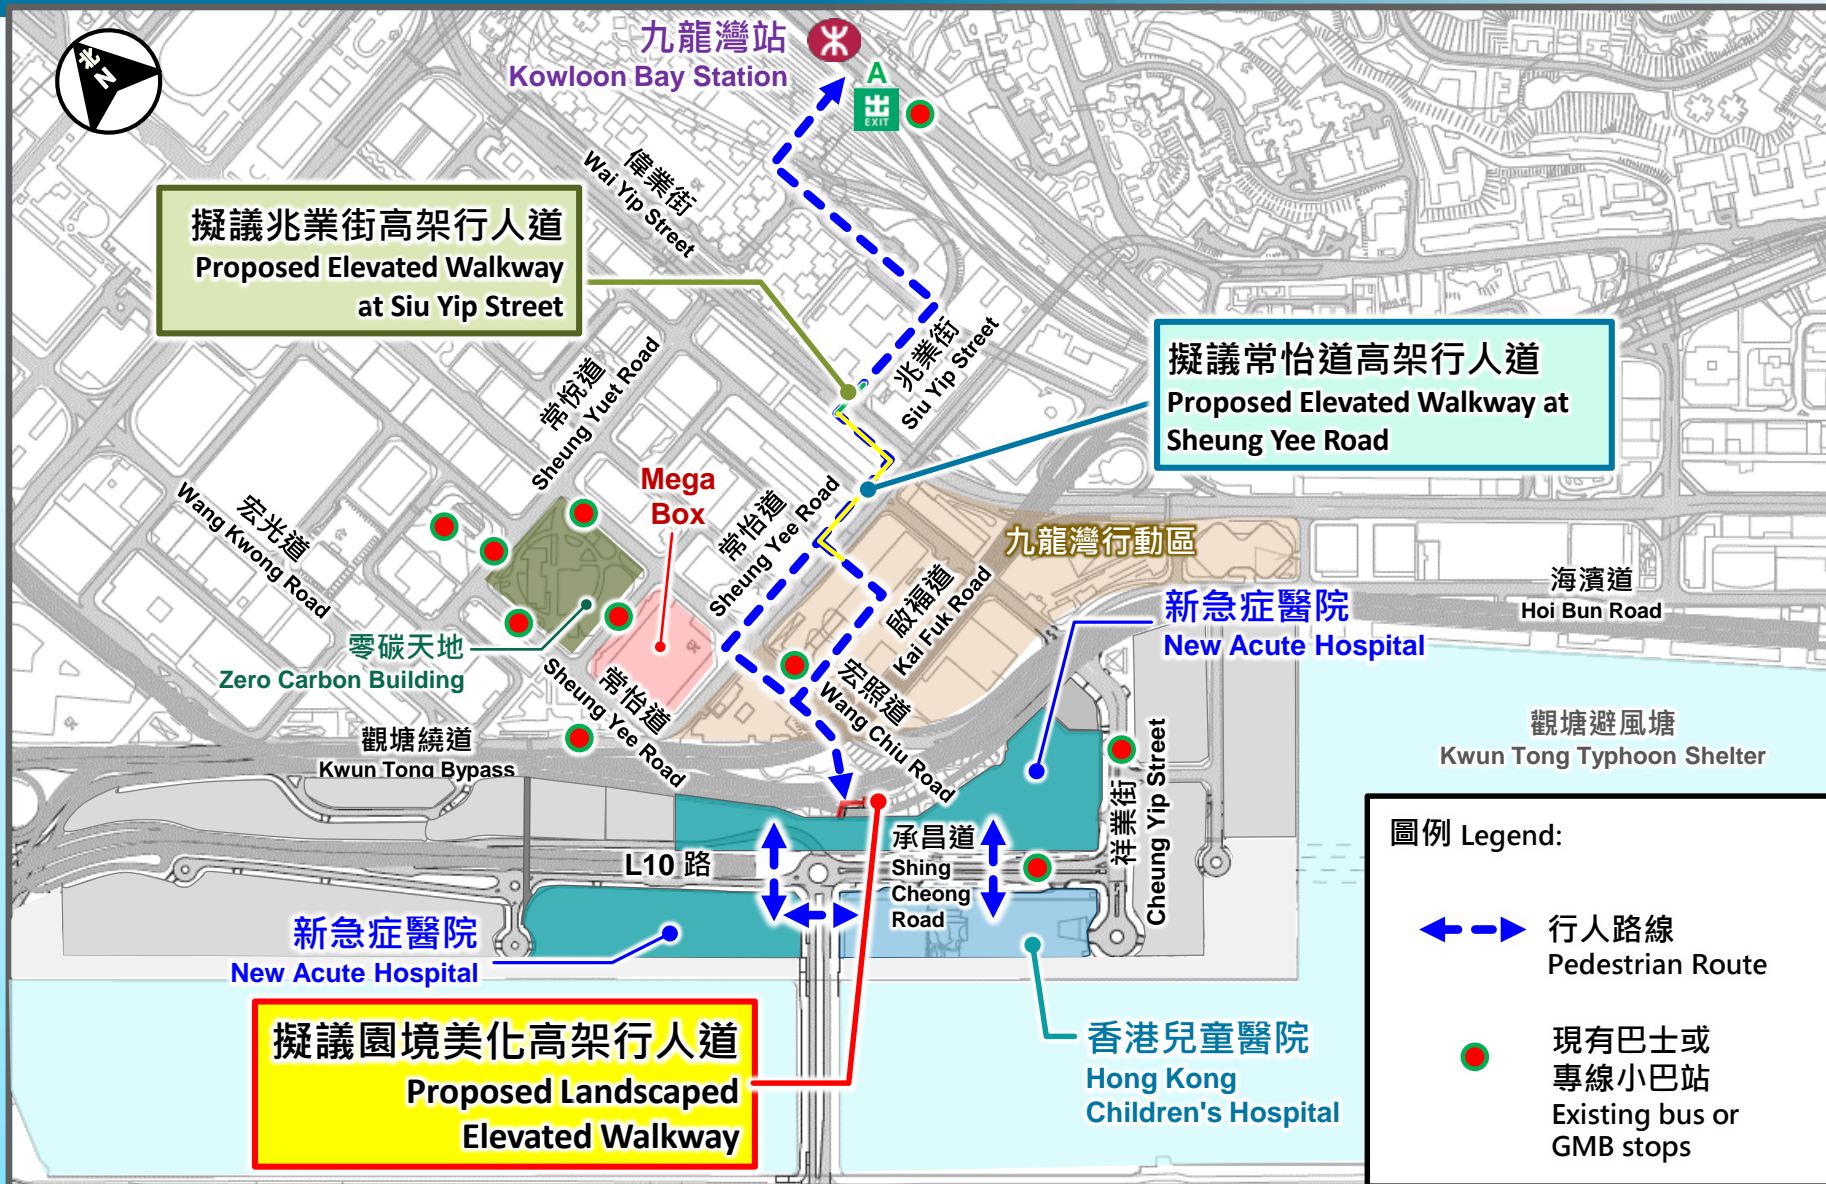 九龍灣站
Kowloon Bay Station
A
出
EXIT
北
N
偉業街
Wai Yip Street
擬議兆業街高架行人道
Proposed Elevated Walkway
at Siu Yip Street
兆業街
Siu Yip Street
擬議常怡道高架行人道
Proposed Elevated Walkway at
Sheung Yee Road
常悅道
Sheung Yuet Road
Mega
Box
宏光道
Wang Kwong Road
常怡道
Sheung Yee Road
九龍灣行動區
海濱道
Hoi Bun Road
啟福道
Kai Fuk Road
新急症醫院
New Acute Hospital
零碳天地
Zero Carbon Building
常怡道
Sheung Yee Road
宏照道
Wang Chiu Road
觀塘繞道
Kwun Tong Bypass
觀塘避風塘
Kwun Tong Typhoon Shelter
祥業街
Cheung Yip Street
L10 路
承昌道
Shing
Cheong
Road
新急症醫院
New Acute Hospital
擬議園境美化高架行人道
Proposed Landscaped
Elevated Walkway
香港兒童醫院
Hong Kong
Children's Hospital
圖例 Legend:
行人路線
Pedestrian Route
現有巴士或
專線小巴站
Existing bus or
GMB stops